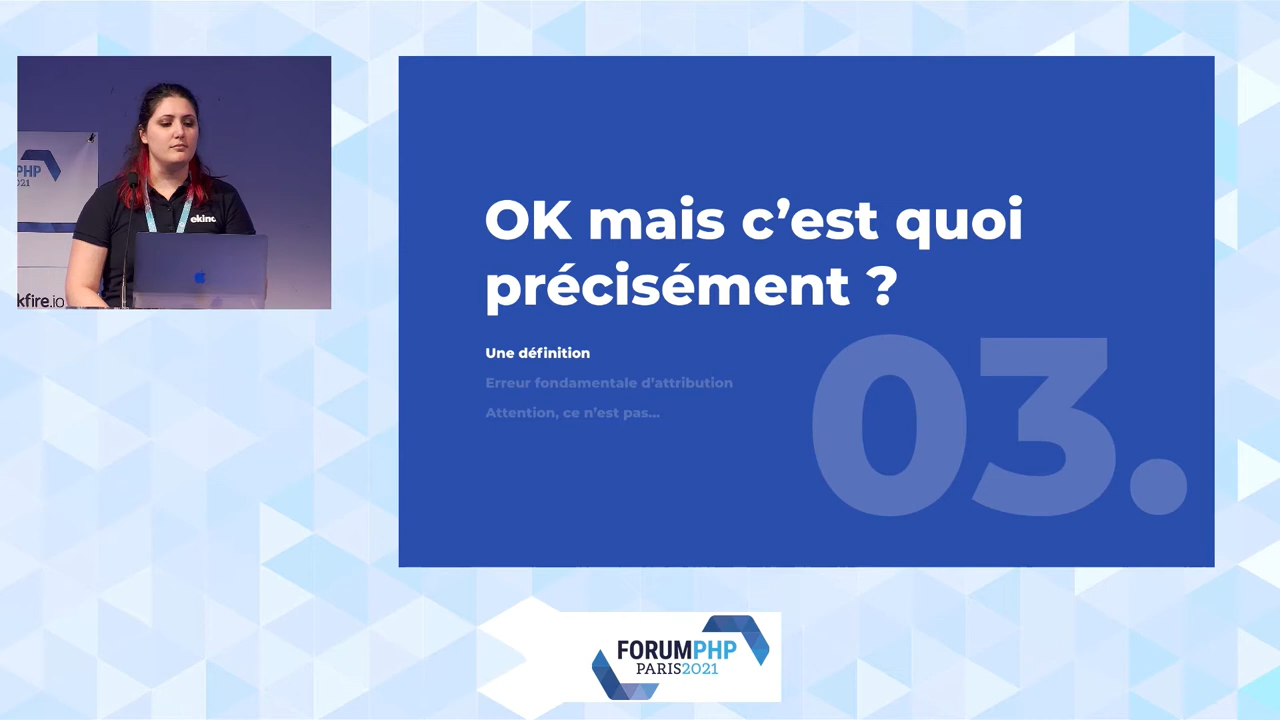 PHP
2021
ekino
kfire.io
OK mais c’est quoi
précisément ?
Une définition
Erreur fondamentale d’attribution
Attention, ce n’est pas...
03.
FORUMPHP
PARIS2021